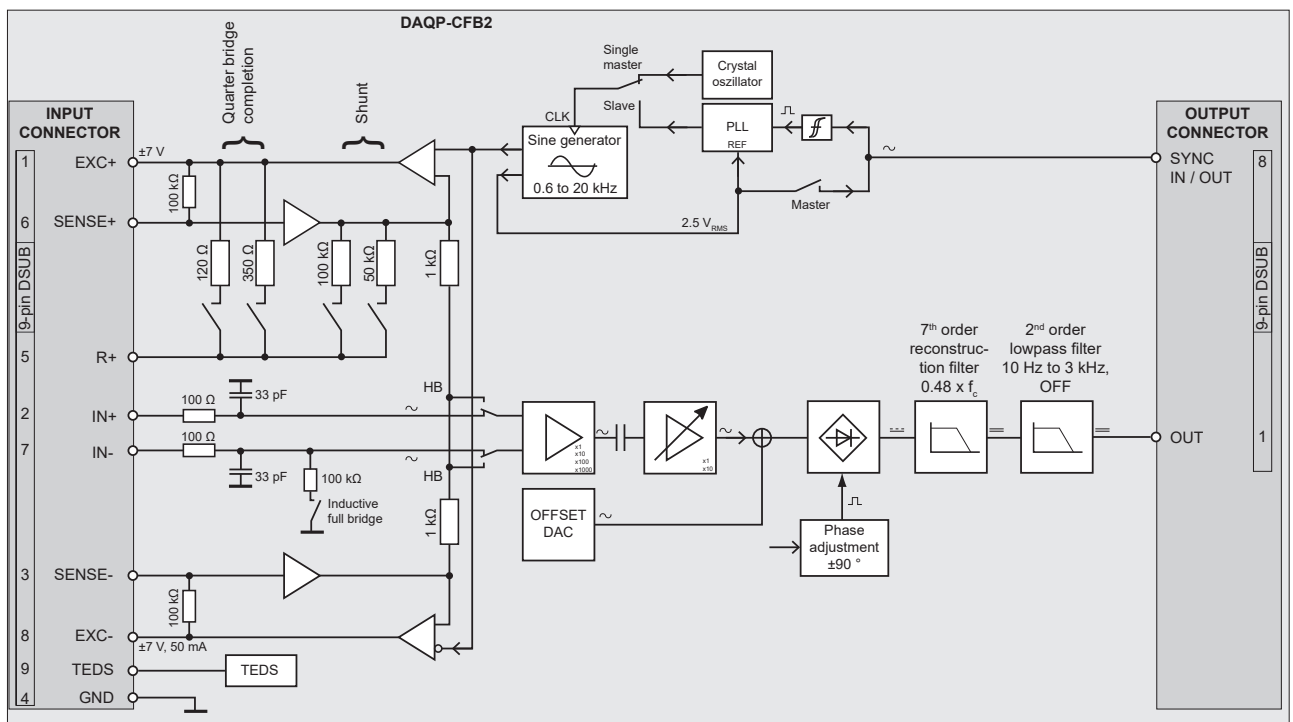 DAQP-CFB2
INPUT
CONNECTOR
9-pin DSUB
1
EXC+
±7 V
6
SENSE+
5
R+
2
IN+
7
IN-
3
SENSE-
8
EXC-
±7 V, 50 mA
9
TEDS
4
GND
Quarter bridge
completion
Shunt
100 kΩ
120 Ω
350 Ω
100 kΩ
50 kΩ
1 kΩ
100 Ω
33 pF
100 Ω
33 pF
100 kΩ
Inductive
full bridge
HB
HB
1 kΩ
100 kΩ
TEDS
Single
master
Slave
Crystal
oszillator
CLK
Sine generator
0.6 to 20 kHz
PLL
REF
Master
2.5 VRMS
x1
x10
x100
x1000
x1
x10
OFFSET
DAC
Phase
adjustment
±90 °
7th order
reconstruc-
tion filter
0.48 x fc
2nd order
lowpass filter
10 Hz to 3 kHz,
OFF
OUTPUT
CONNECTOR
SYNC
IN / OUT
8
9-pin DSUB
OUT
1